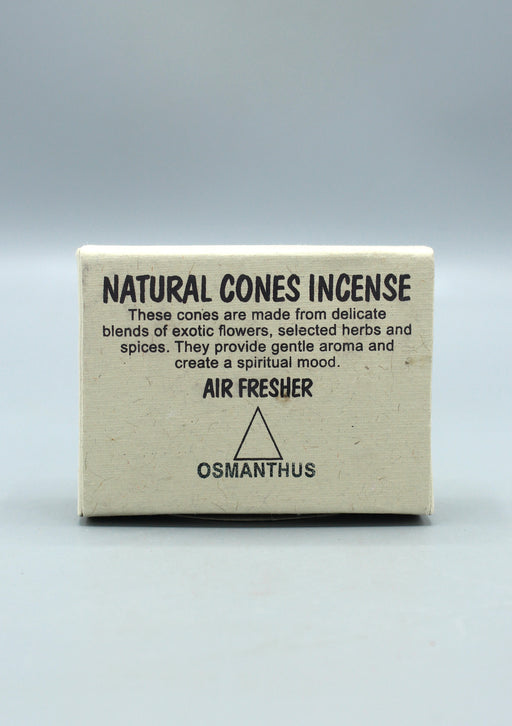 NATURAL CONES INCENSE
These cones are made from delicate
blends of exotic flowers, selected herbs and
spices. They provide gentle aroma and
create a spiritual mood.
AIR FRESHER
OSMANTHUS